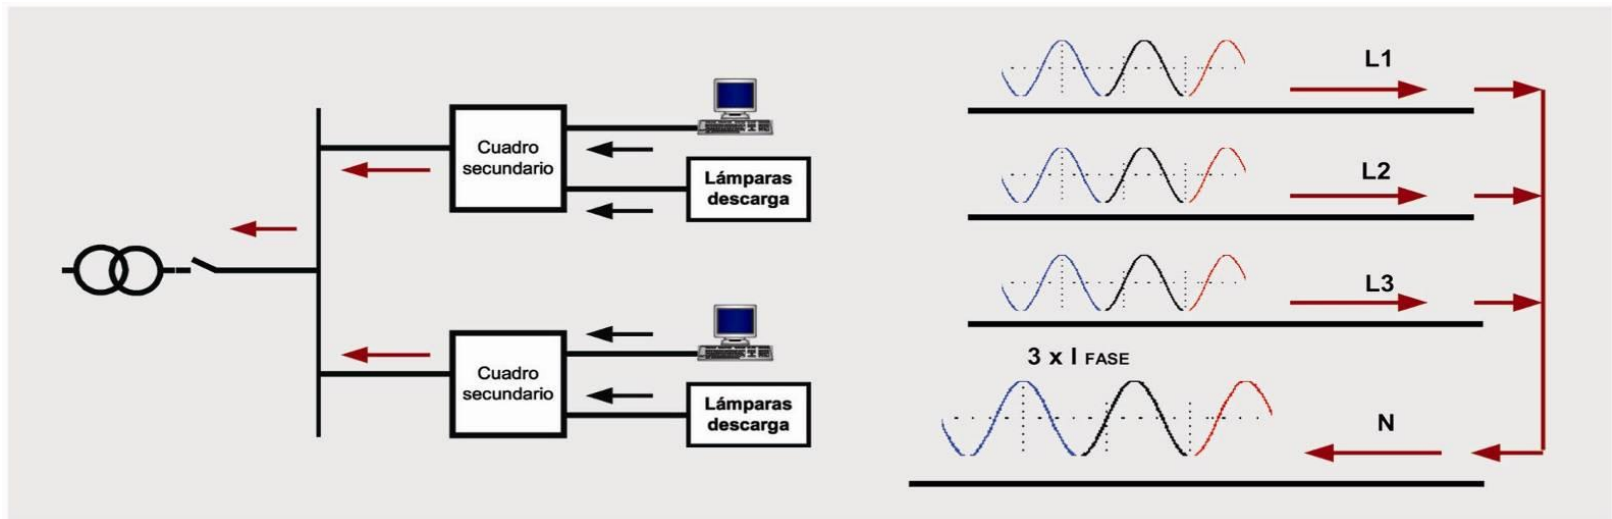 Cuadro
secundario
Lámparas
descarga
Cuadro
secundario
Lámparas
descarga
L1
L2
L3
3 x I FASE
N